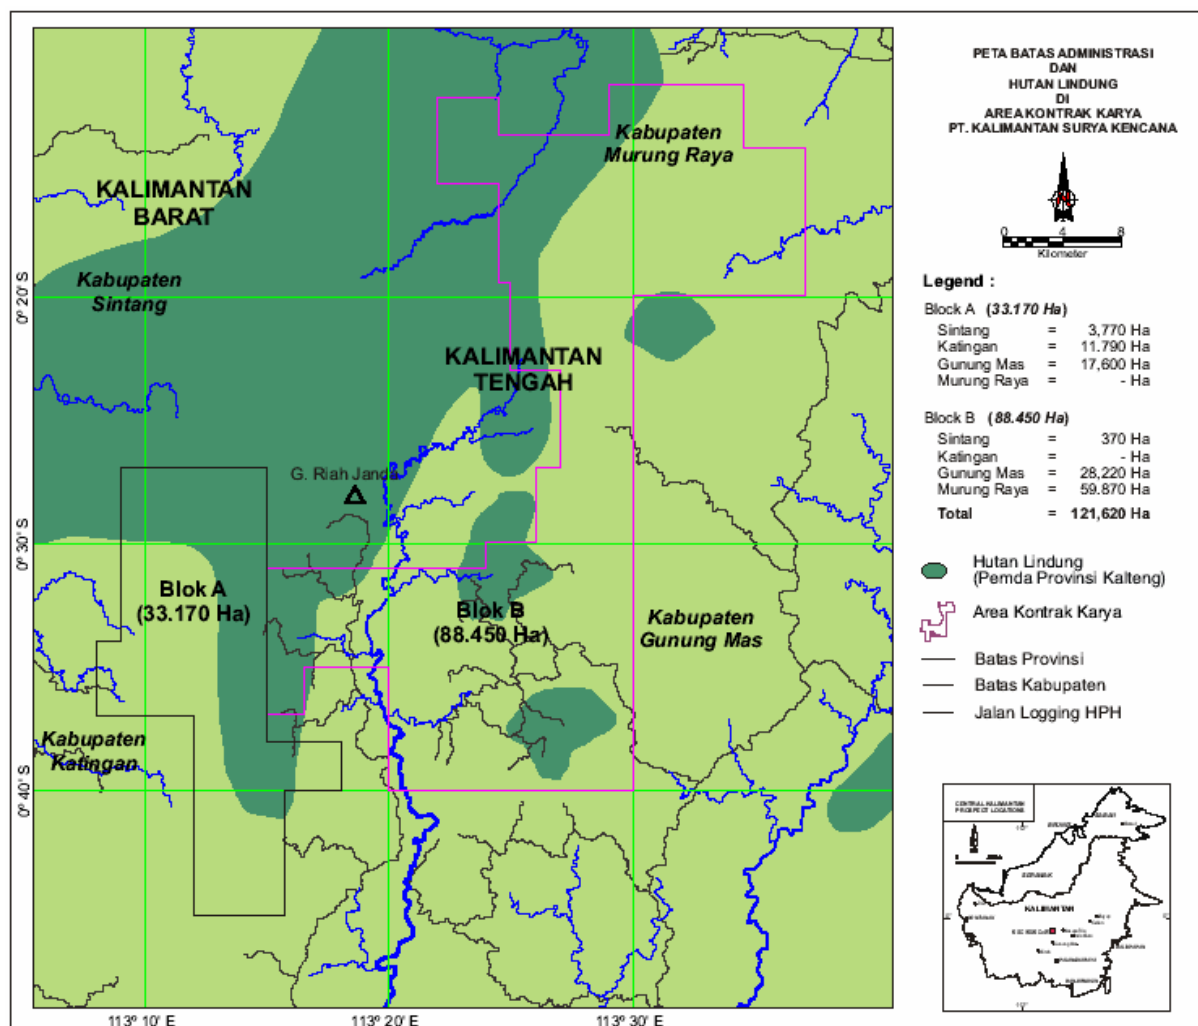 PETA BATAS ADMINISTRASI
DAN
HUTAN LINDUNG
DI
AREA KONTRAK KARYA
PT. KALIMANTAN SURYA KENCANA
0 4 8
Kilometer
Legend :
Block A (33.170 Ha)
Sintang = 3,770 Ha
Katingan = 11.790 Ha
Gunung Mas = 17,600 Ha
Murung Raya = - Ha
Block B (88.450 Ha)
Sintang = 370 Ha
Katingan = - Ha
Gunung Mas = 28,220 Ha
Murung Raya = 59.870 Ha
Total = 121,620 Ha
Hutan Lindung
(Pemda Provinsi Kalteng)
Area Kontrak Karya
Batas Provinsi
Batas Kabupaten
Jalan Logging HPH
Kabupaten
Murung Raya
KALIMANTAN
BARAT
Kabupaten
Sintang
KALIMANTAN
TENGAH
G. Riah Janda
Blok A
(33.170 Ha)
Blok B
(88.450 Ha)
Kabupaten
Gunung Mas
Kabupaten
Katingan
0° 20' S
0° 30' S
0° 40' S
113° 10' E
113° 20' E
113° 30' E
CENTRAL KALIMANTAN
PROSPECT LOCATIONS
KALIMANTAN